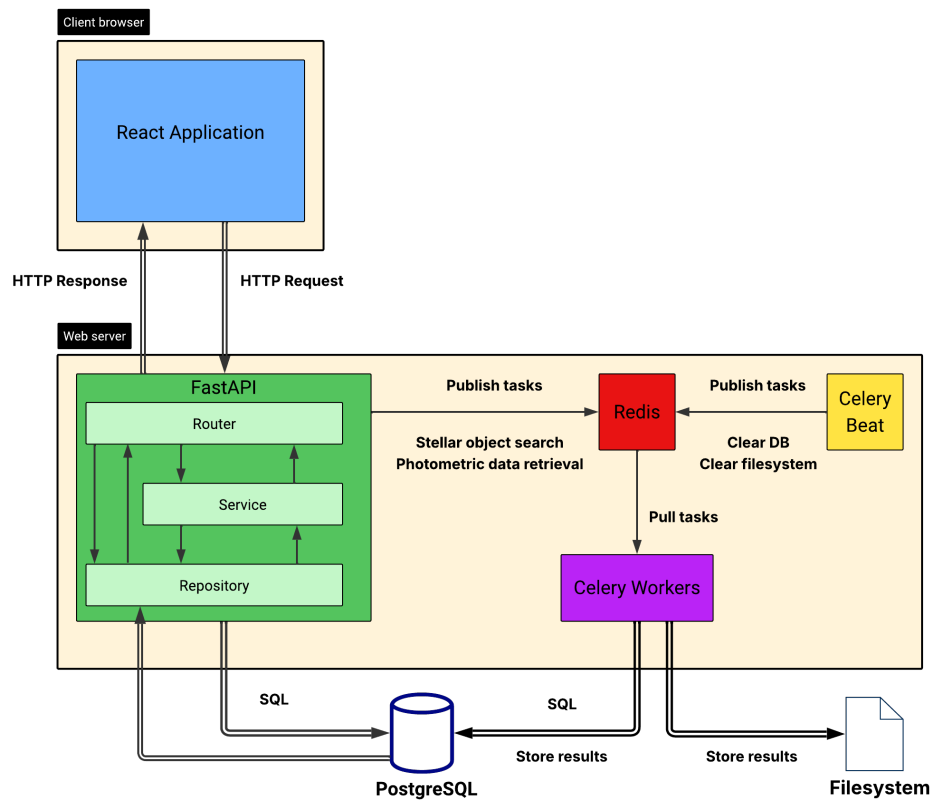 Client browser
React Application
HTTP Response
HTTP Request
Web server
FastAPI
Router
Service
Repository
Publish tasks
Stellar object search
Photometric data retrieval
Redis
Publish tasks
Clear DB
Clear filesystem
Celery
Beat
Pull tasks
Celery Workers
SQL
SQL
Store results
Store results
PostgreSQL
Filesystem